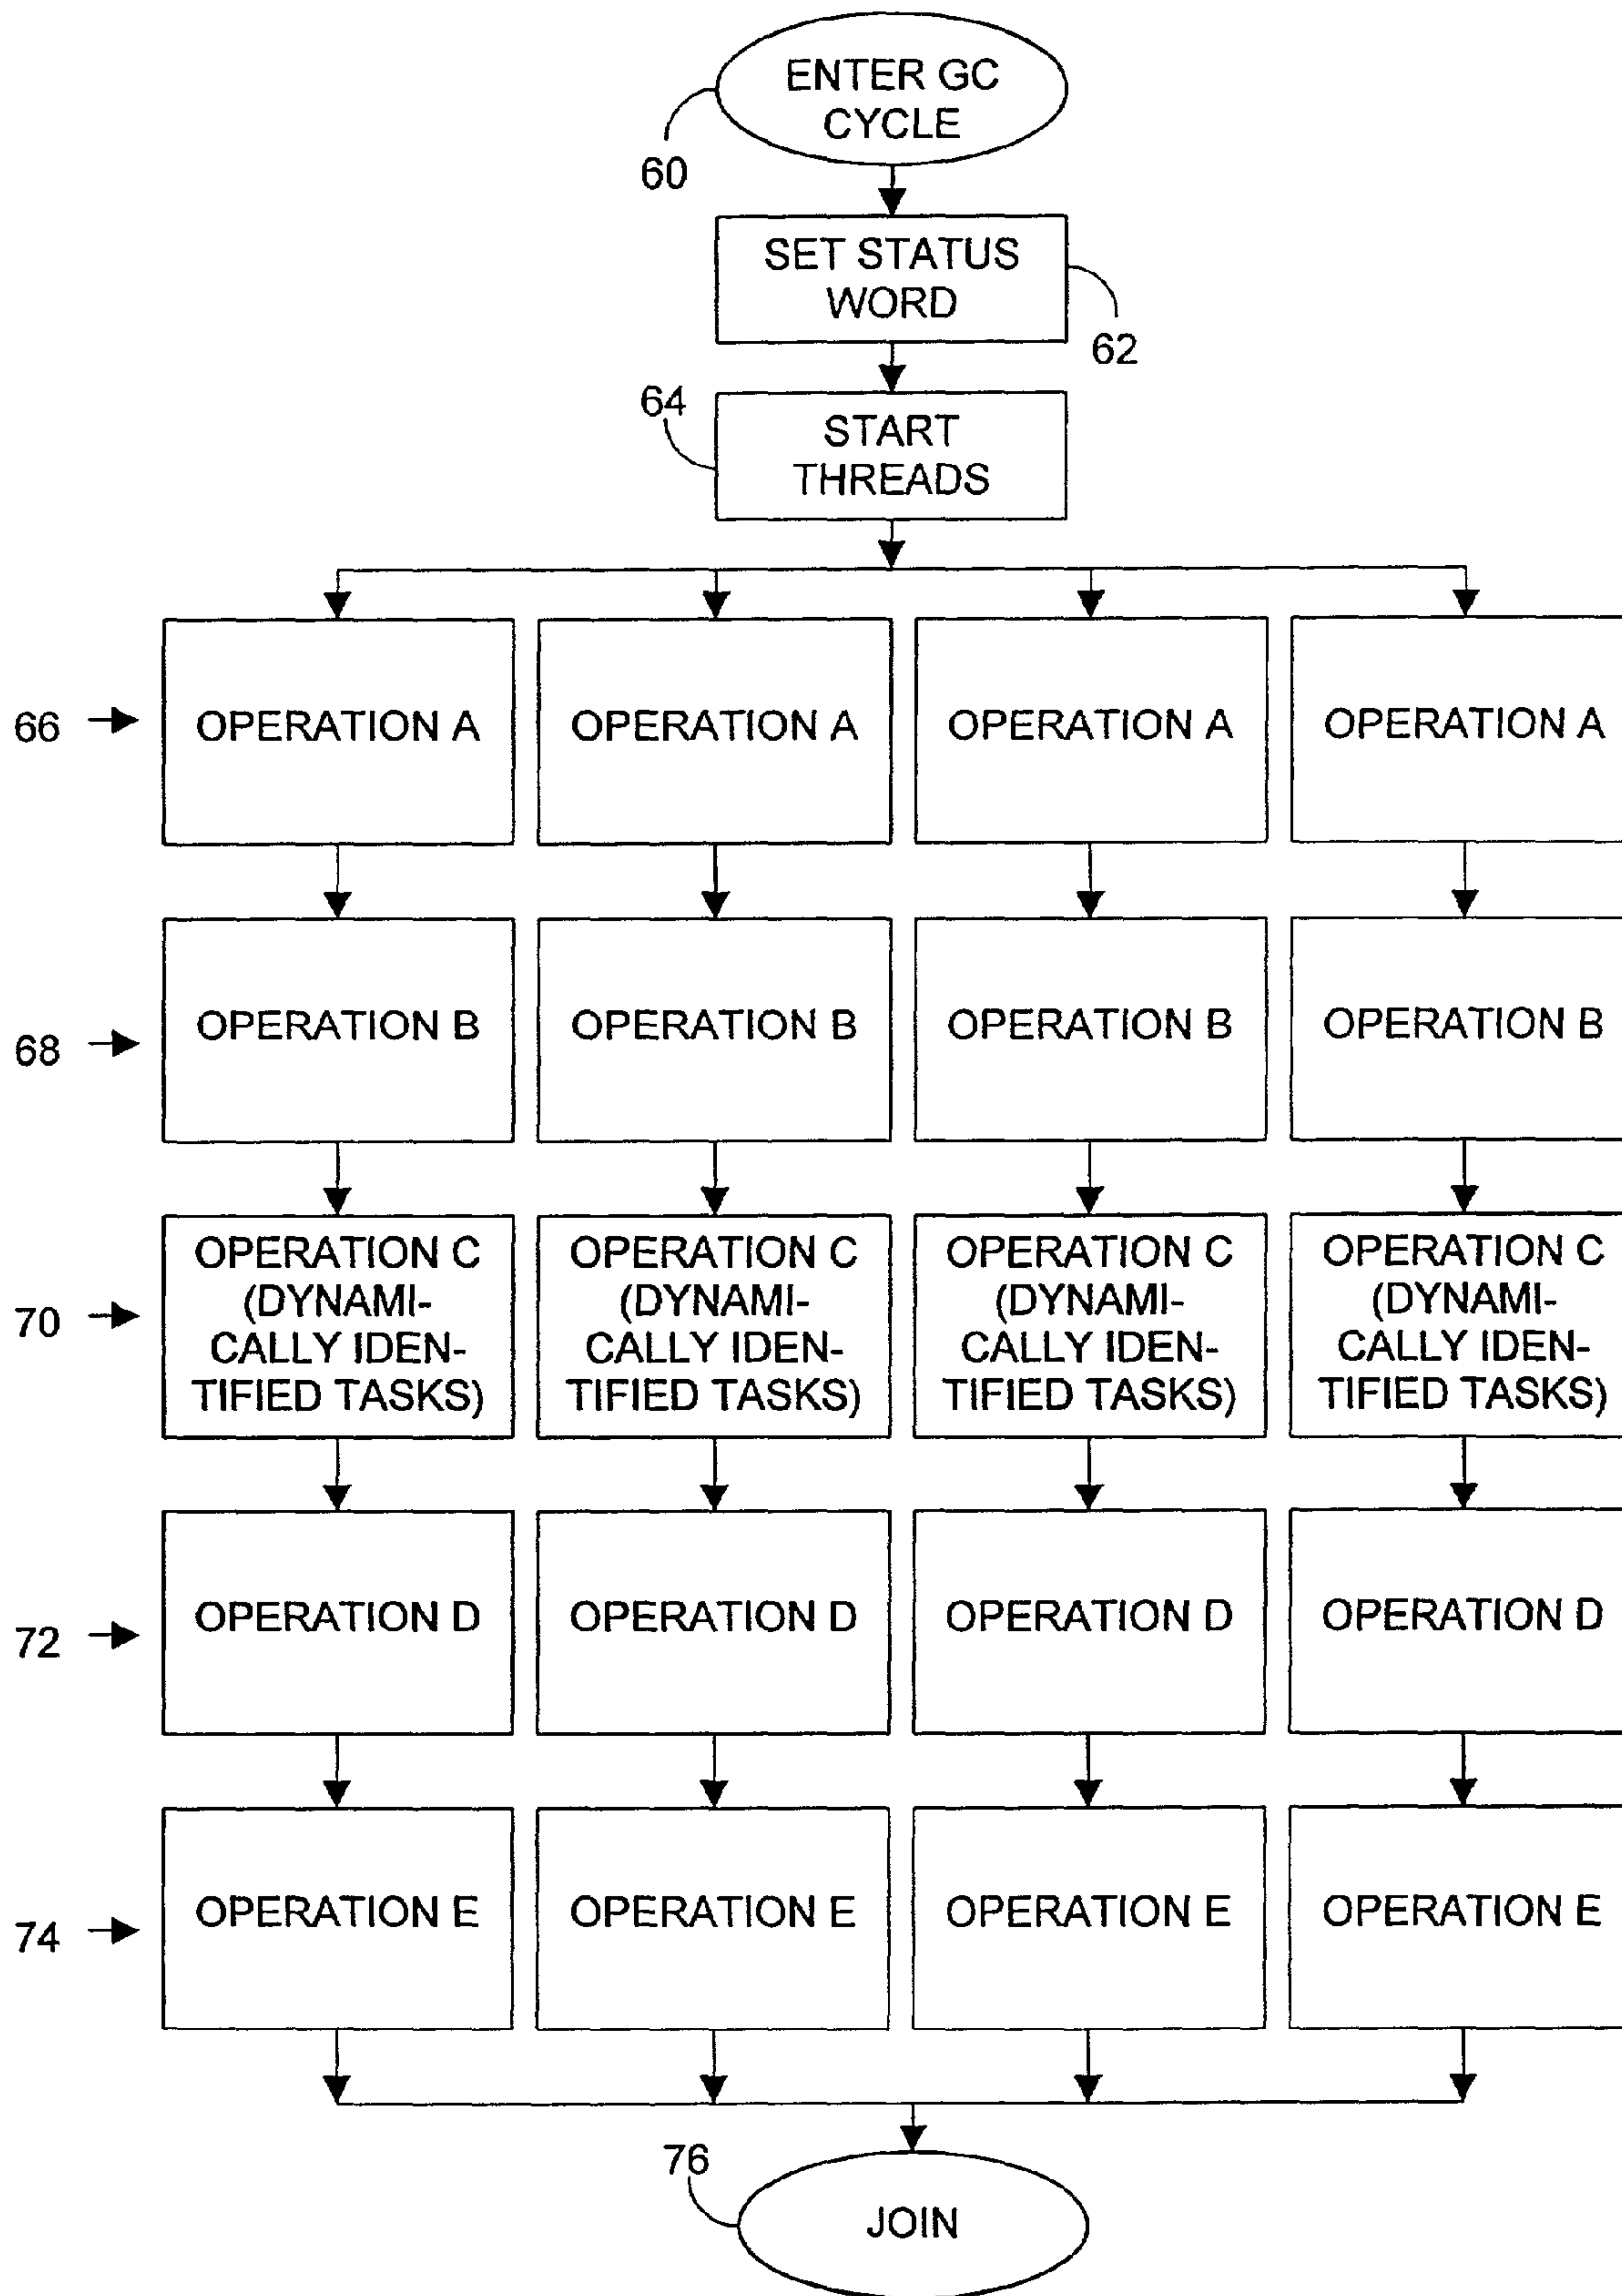 ENTER GC
CYCLE
60
SET STATUS
WORD
62
64
START
THREADS
66
OPERATION A
OPERATION A
OPERATION A
OPERATION A
68
OPERATION B
OPERATION B
OPERATION B
OPERATION B
70
OPERATION C
(DYNAMI-
CALLY IDEN-
TIFIED TASKS)
OPERATION C
(DYNAMI-
CALLY IDEN-
TIFIED TASKS)
OPERATION C
(DYNAMI-
CALLY IDEN-
TIFIED TASKS)
OPERATION C
(DYNAMI-
CALLY IDEN-
TIFIED TASKS)
72
OPERATION D
OPERATION D
OPERATION D
OPERATION D
74
OPERATION E
OPERATION E
OPERATION E
OPERATION E
76
JOIN